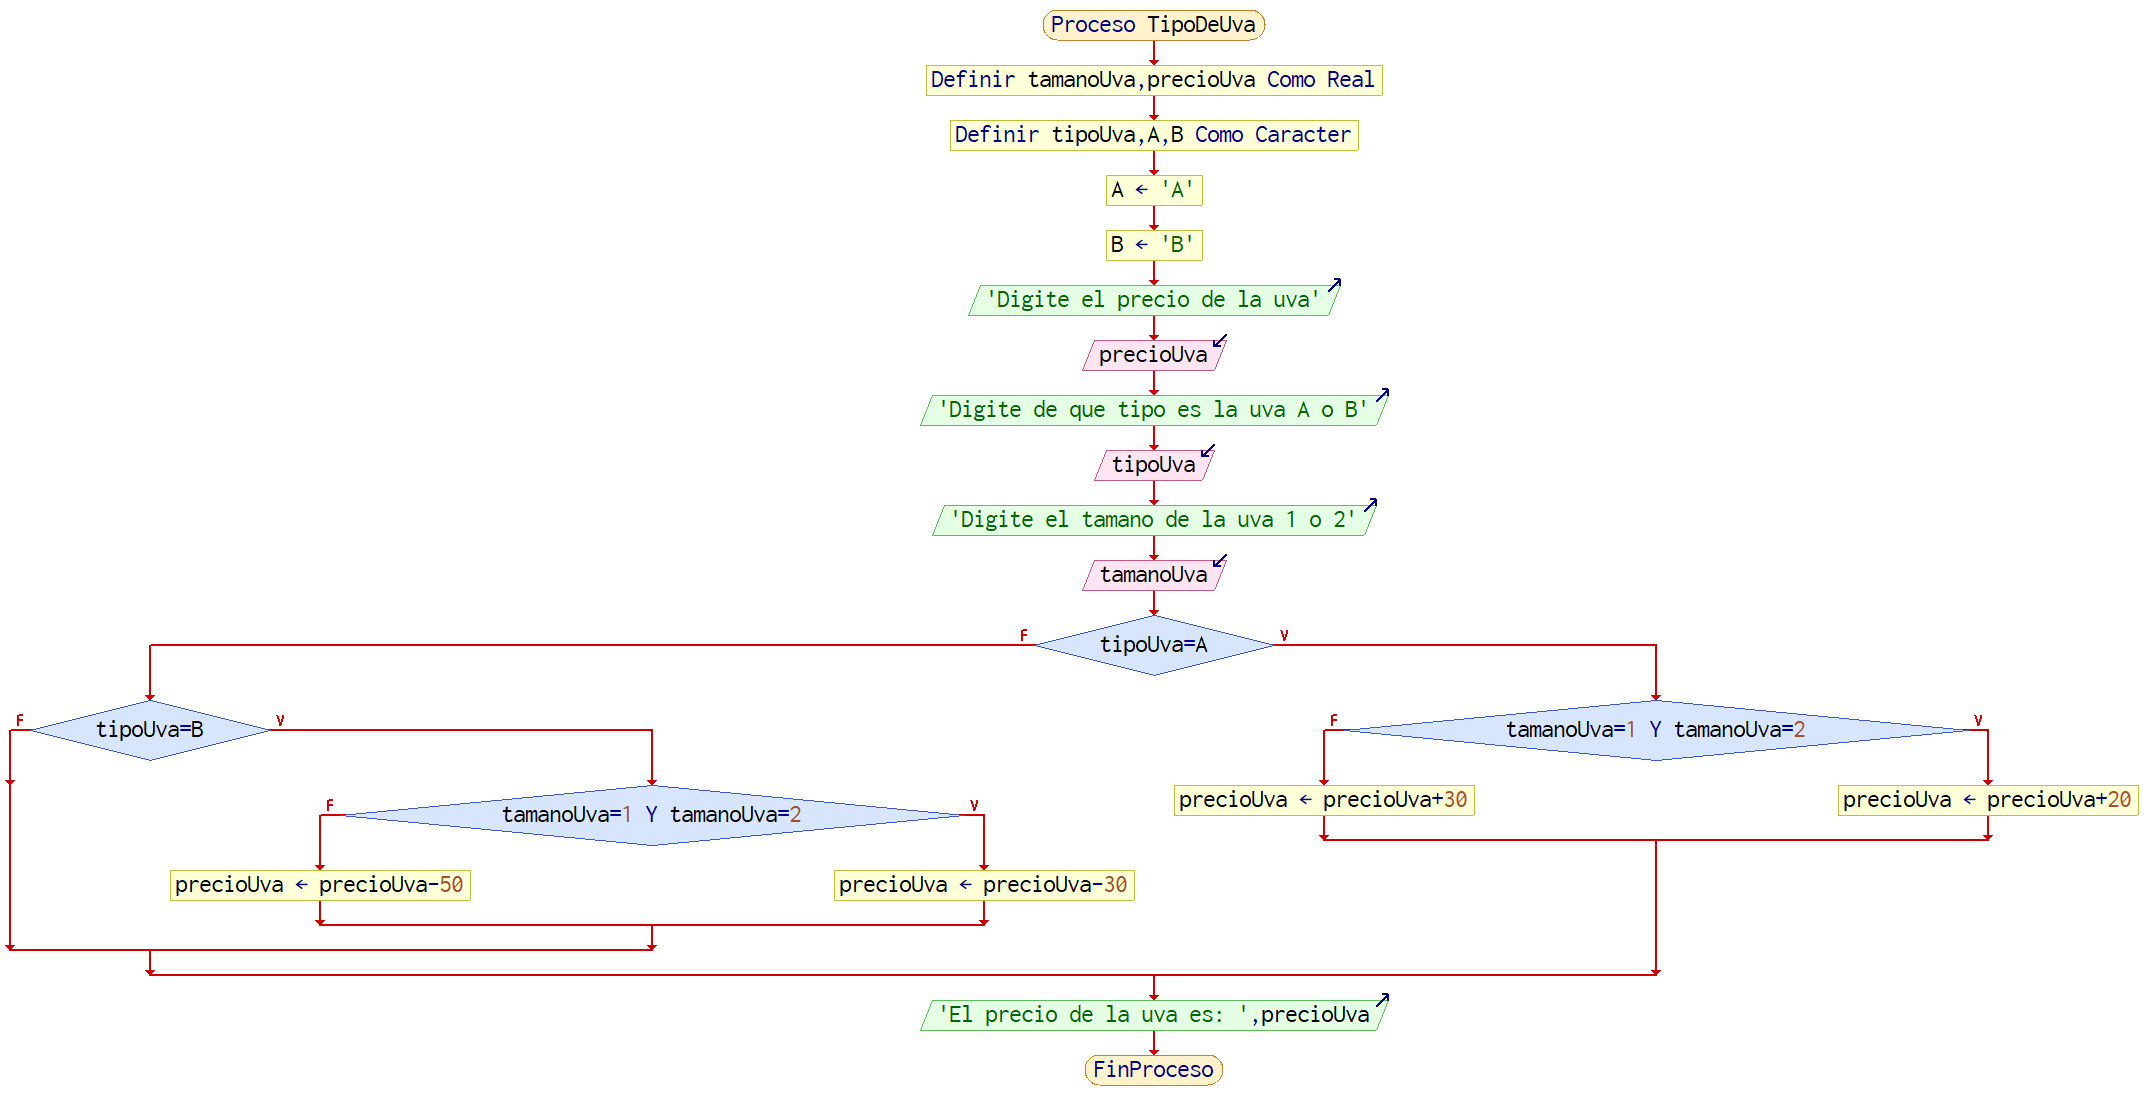 Proceso TipoDeUva
Definir tamanoUva,precioUva Como Real
Definir tipoUva,A,B Como Caracter
A ← 'A'
B ← 'B'
'Digite el precio de la uva'
precioUva
'Digite de que tipo es la uva A o B'
tipoUva
'Digite el tamano de la uva 1 o 2'
tamanoUva
F
tipoUva=A
V
F
tipoUva=B
V
F
tamanoUva=1 Y tamanoUva=2
V
F
tamanoUva=1 Y tamanoUva=2
V
precioUva ← precioUva+30
precioUva ← precioUva+20
precioUva ← precioUva-50
precioUva ← precioUva-30
'El precio de la uva es: ',precioUva
FinProceso